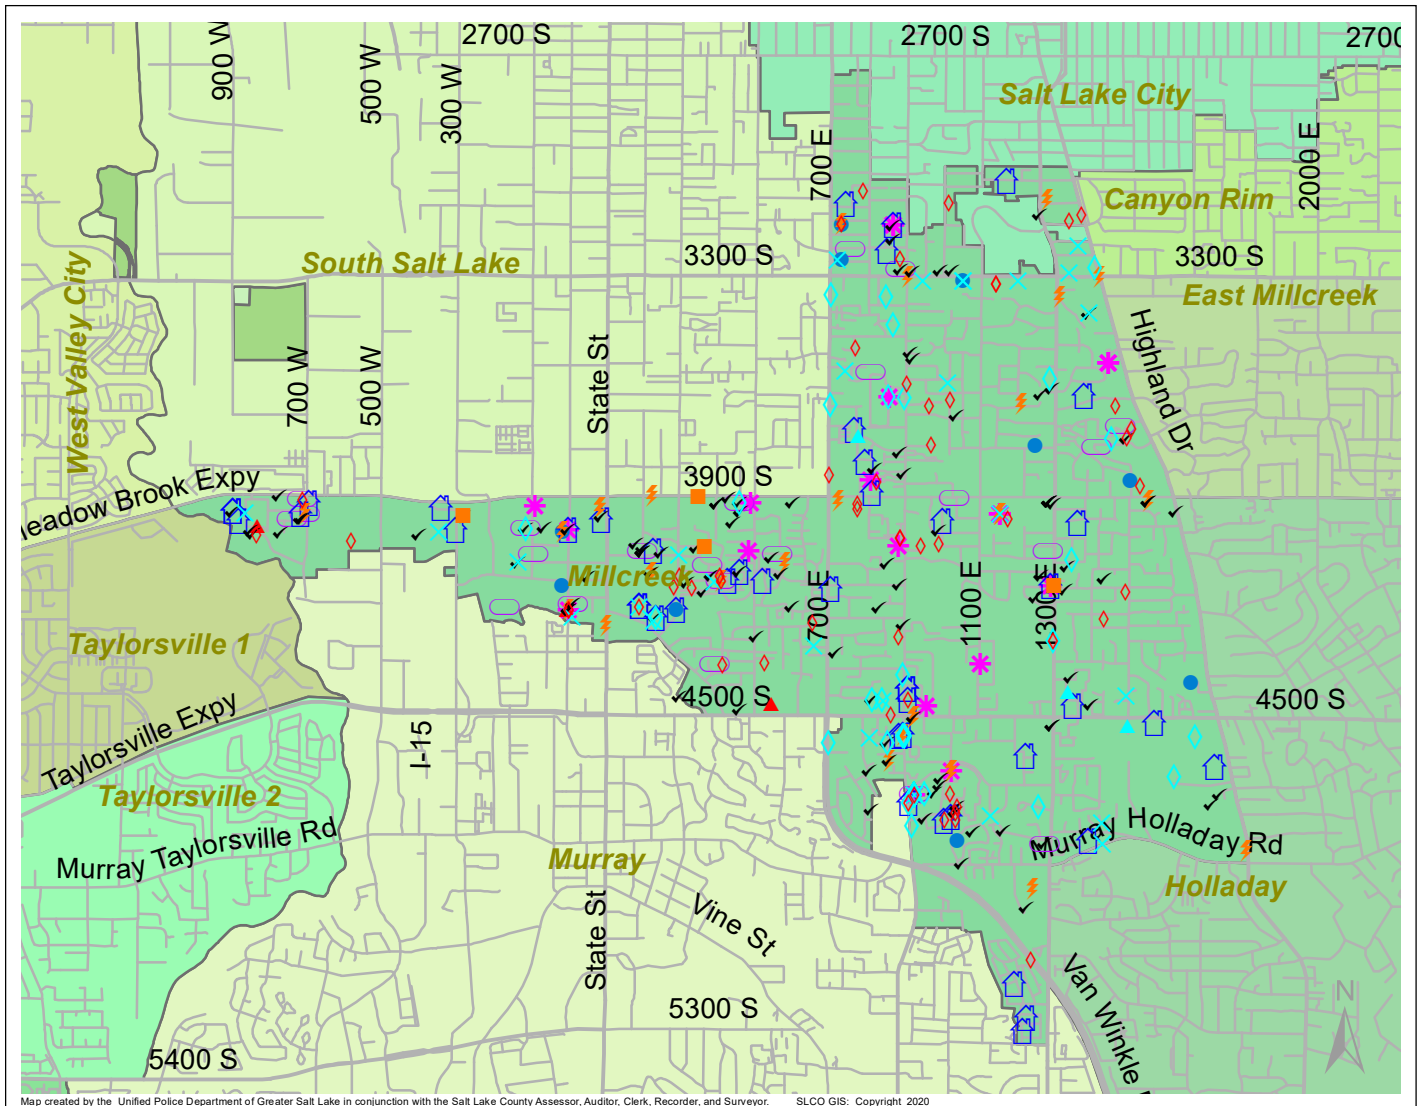 2700 S
2700 S
2700
900 W
500 W
300 W
Salt Lake City
700 E
2000 E
Canyon Rim
South Salt Lake
3300 S
3300 S
East Millcreek
West Valley City
Highland Dr
700 W
500 W
State St
3900 S
Meadow Brook Expy
Millcreek
700 E
1100 E
1300 E
Taylorsville 1
4500 S
4500 S
Taylorsville Expy
I-15
Taylorsville 2
Murray Taylorsville Rd
Murray Holladay Rd
Murray
Holladay
State St
Vine St
Van Winkle
N
5300 S
5400 S
Map created by the Unified Police Department of Greater Salt Lake in conjunction with the Salt Lake County Assessor, Auditor, Clerk, Recorder, and Surveyor. SLCO GIS: Copyright 2020